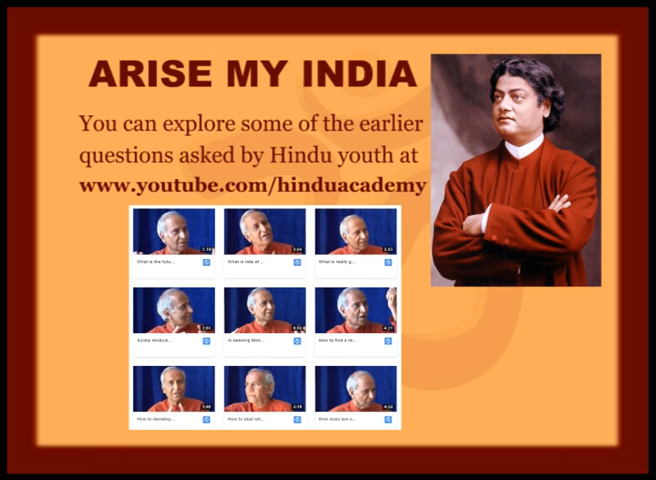 ARISE MY INDIA
You can explore some of the earlier
questions asked by Hindu youth at
www.youtube.com/hinduacademy
What is the futu...
What is role of ...
What is really g...
Surely Hindure...
Is seeking Mon...
How to find a re...
How to develop...
How to deal wit...
How does law o...